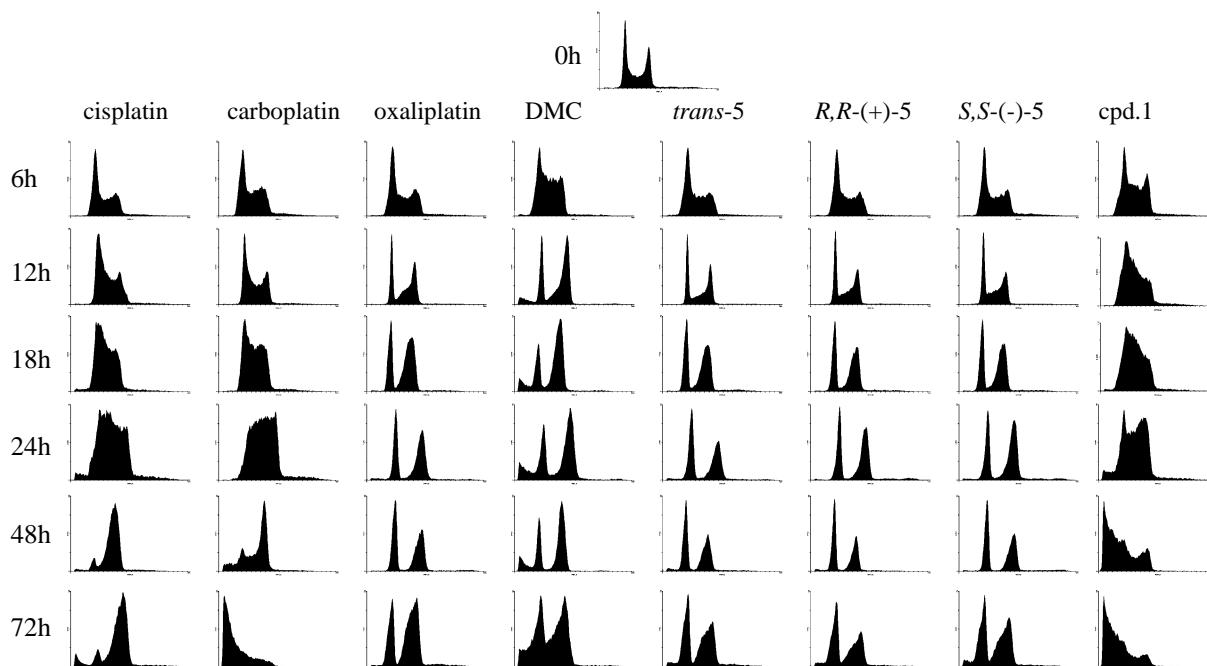 0h
cisplatin carboplatin oxaliplatin DMC trans-5 R,R-(+)-5 S,S-(-)-5 cpd.1
6h
12h
18h
24h
48h
72h